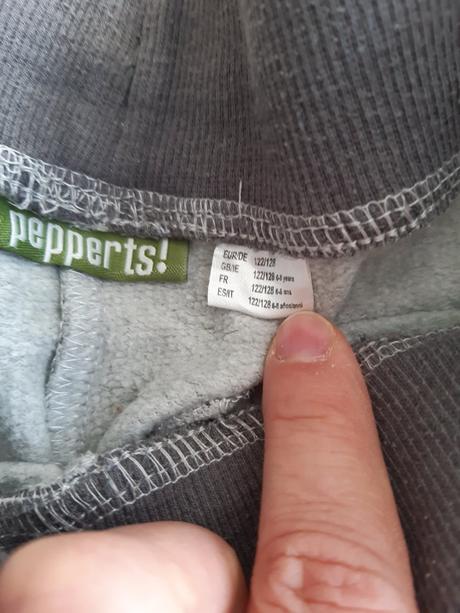 pepperts!
EUR/DE 122/128
GB/IE 122/128 6-8 years
FR 122/128 6-8 ans
ES/IT 122/128 6-8 años/anni